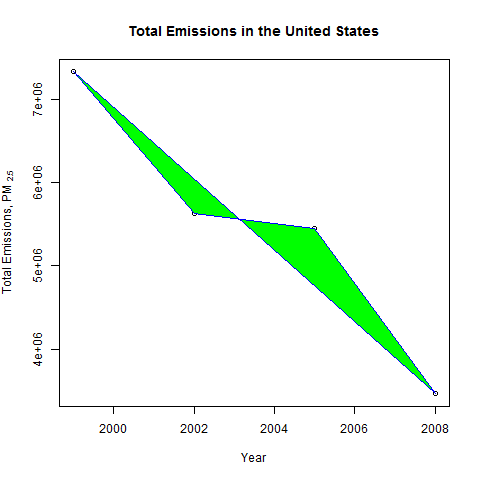 Total Emissions in the United States
Total Emissions, PM 2.5
7e+06
6e+06
5e+06
4e+06
2000 2002 2004 2006 2008
Year